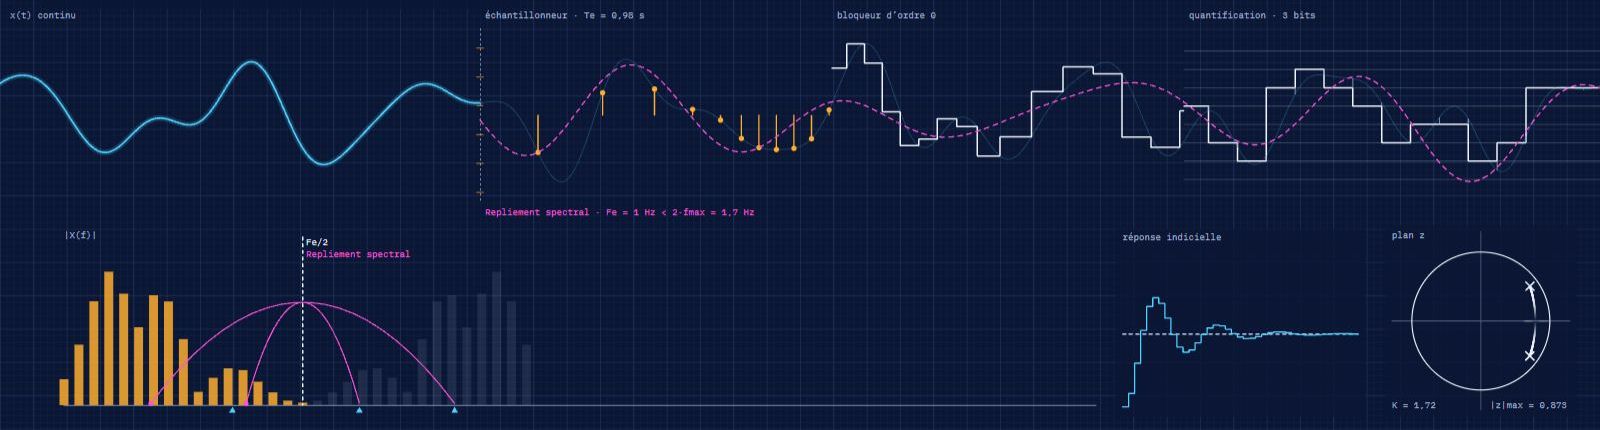 x(t) continu
échantillonneur · Te = 0,98 s
bloqueur d'ordre 0
quantification · 3 bits
Repliement spectral · Fe = 1 Hz < 2·fmax = 1,7 Hz
|X(f)|
Fe/2
Repliement spectral
réponse indicielle
plan z
K = 1,72
|z|max = 0,873